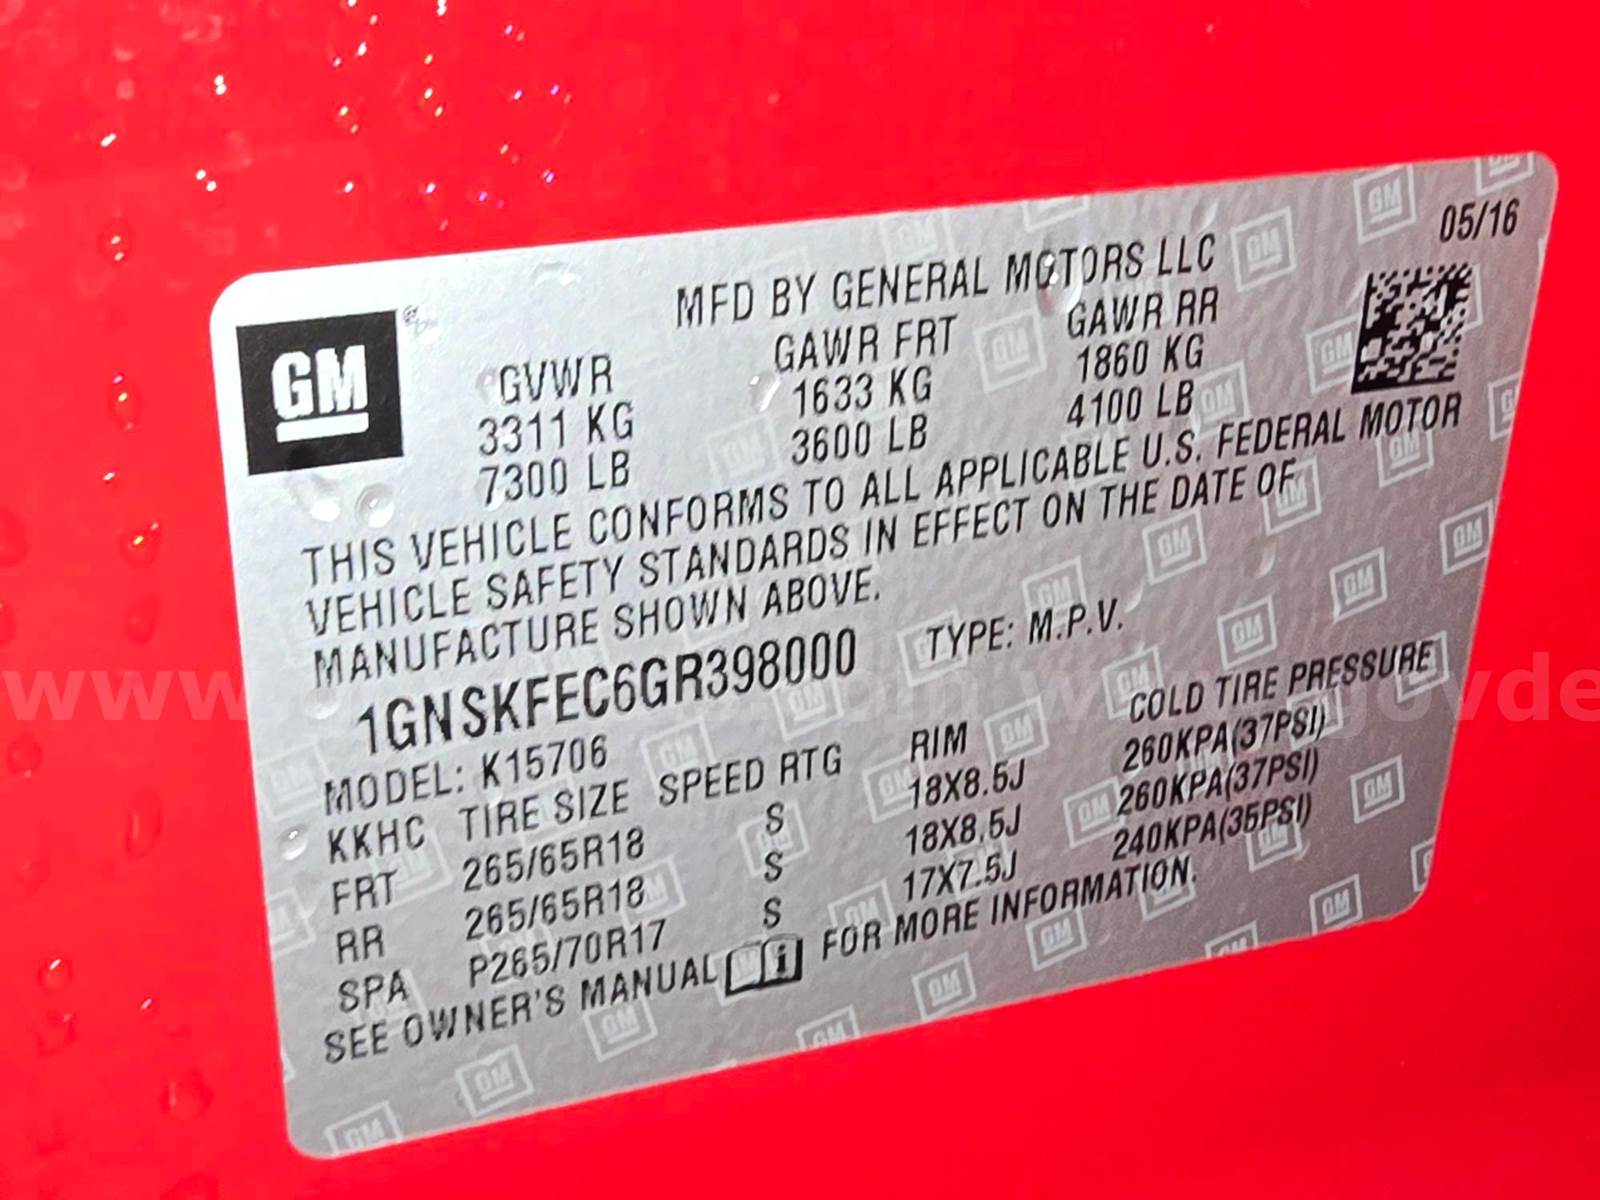 05/16
MFD BY GENERAL MOTORS LLC
GM
GVWR GAWR FRT GAWR RR
3311 KG 1633 KG 1860 KG
7300 LB 3600 LB 4100 LB
THIS VEHICLE CONFORMS TO ALL APPLICABLE U.S. FEDERAL MOTOR
VEHICLE SAFETY STANDARDS IN EFFECT ON THE DATE OF
MANUFACTURE SHOWN ABOVE.
1GNSKFEC6GR398000 TYPE: M.P.V.
MODEL: K15706
KKHC TIRE SIZE SPEED RTG RIM COLD TIRE PRESSURE
FRT 265/65R18 S 18X8.5J 260KPA(37PSI)
RR 265/65R18 S 18X8.5J 260KPA(37PSI)
SPA P265/70R17 S 17X7.5J 240KPA(35PSI)
SEE OWNER'S MANUAL i FOR MORE INFORMATION.